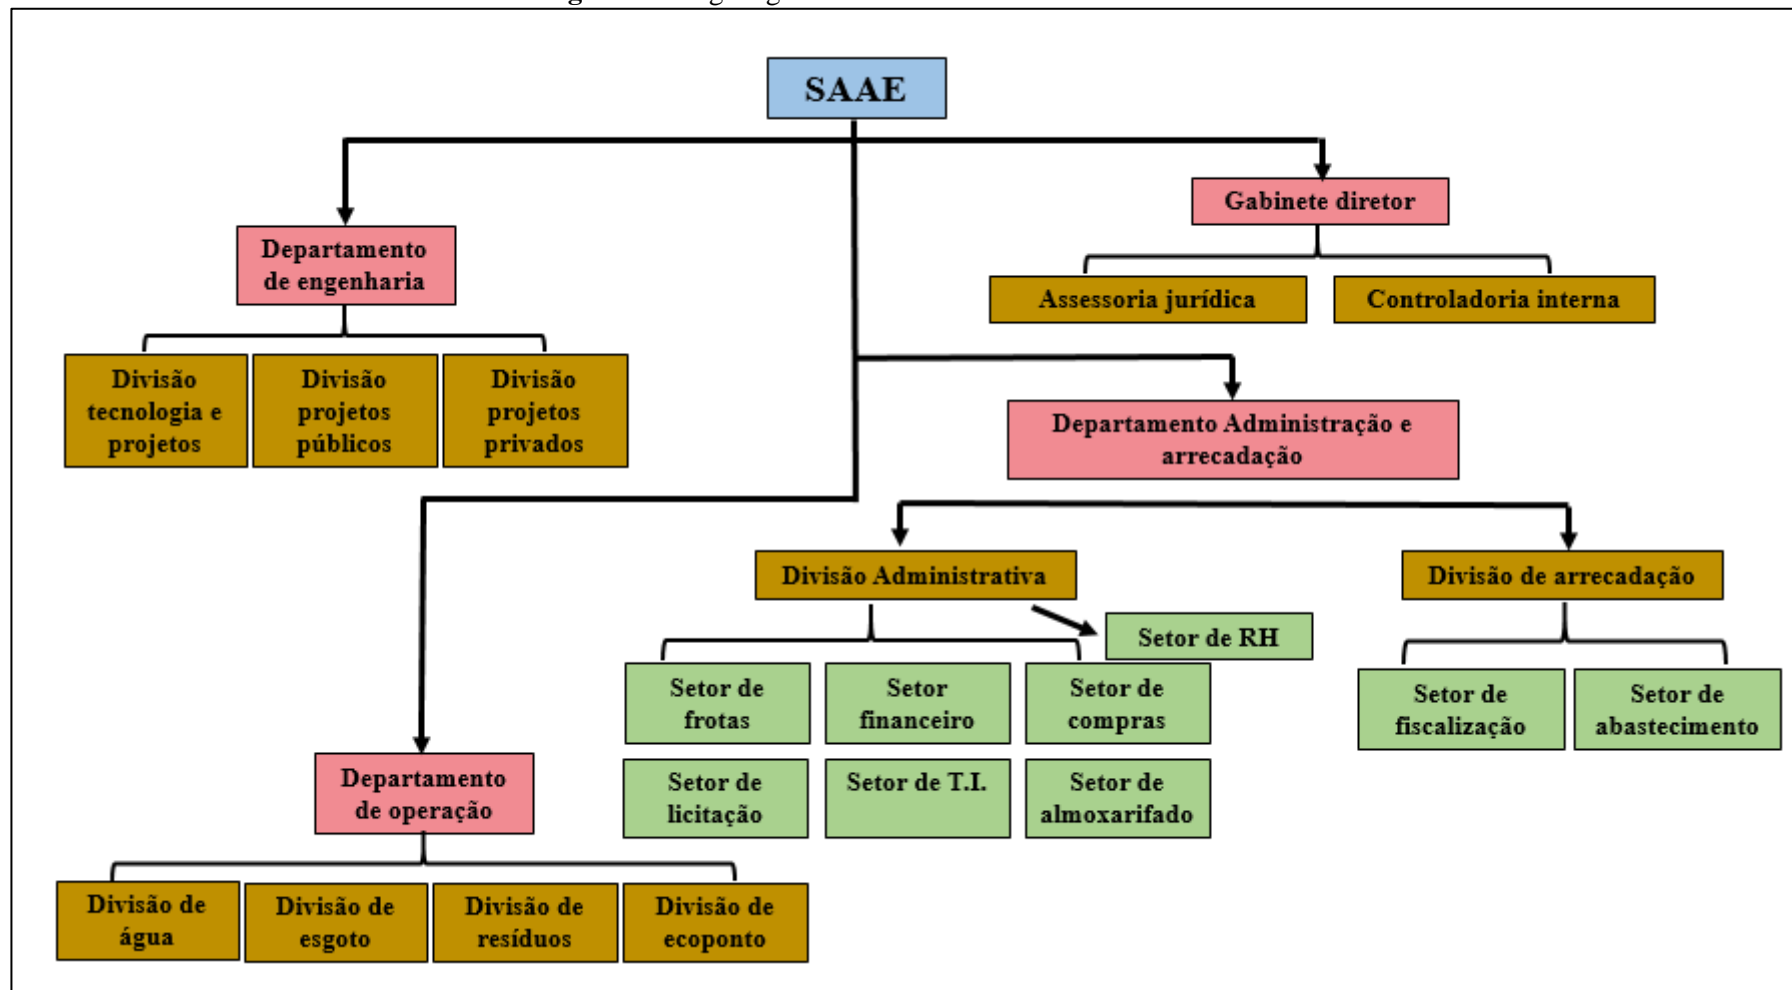 SAAE
Gabinete diretor
Assessoria jurídica
Controladoria interna
Departamento
de engenharia
Divisão
tecnologia e
projetos
Divisão
projetos
públicos
Divisão
projetos
privados
Departamento Administração e
arrecadação
Divisão Administrativa
Divisão de arrecadação
Setor de RH
Setor de
frotas
Setor
financeiro
Setor de
compras
Setor de
licitação
Setor de T.I.
Setor de
almoxarifado
Setor de
fiscalização
Setor de
abastecimento
Departamento
de operação
Divisão de
água
Divisão de
esgoto
Divisão de
resíduos
Divisão de
ecoponto